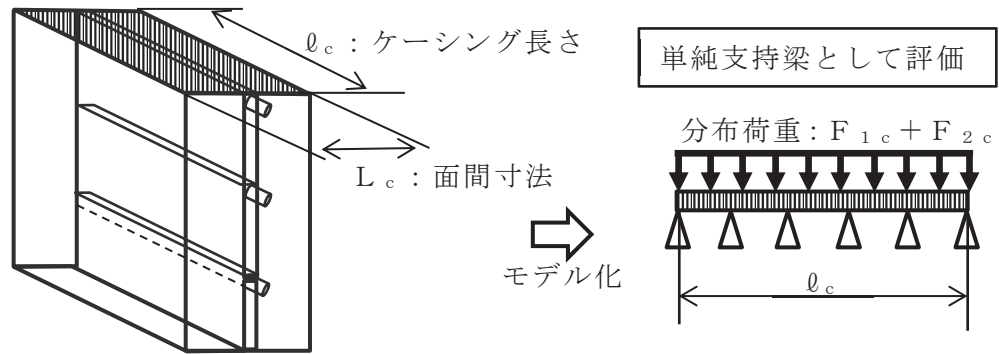 ℓc：ケーシング長さ
Lc：面間寸法
モデル化
単純支持梁として評価
分布荷重：F1c＋F2c
ℓc